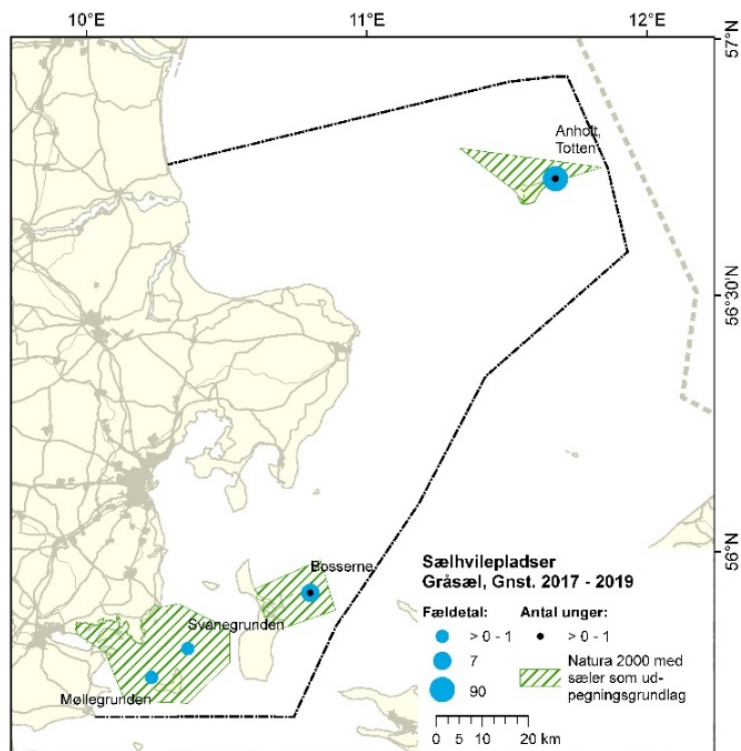 10°
11°
12°
57°N
Anholt,
Totten
56°30'N
56°N
Bosserne
Svanegrunden
Møllegrunden
Sælhvilepladser
Gråsæl, Gnst. 2017 - 2019
Fældetal:
Antal unger:
> 0 - 1
> 0 - 1
7
90
Natura 2000 med
sæler som ud-
pegningsgrundlag
0 5 10 20 km